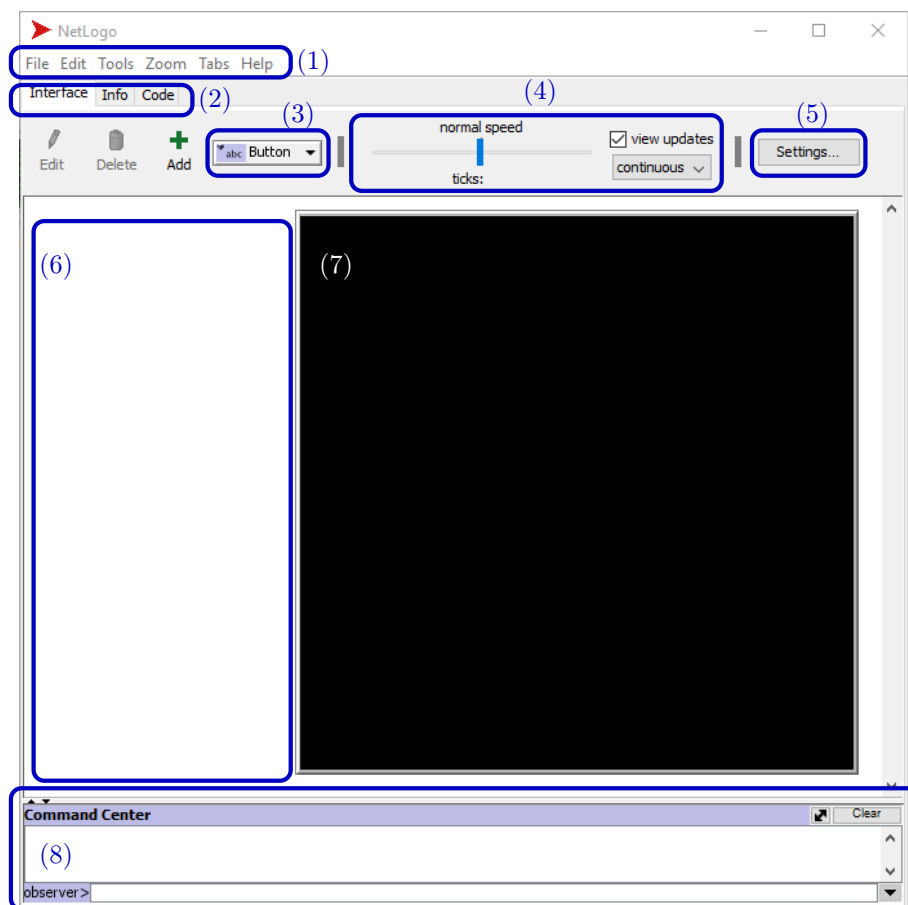 NetLogo
File Edit Tools Zoom Tabs Help (1)
Interface Info Code (2)
(3) (4) (5)
Edit Delete Add abc Button normal speed ticks: view updates continuous Settings...
(6) (7)
Command Center Clear
(8)
observer>